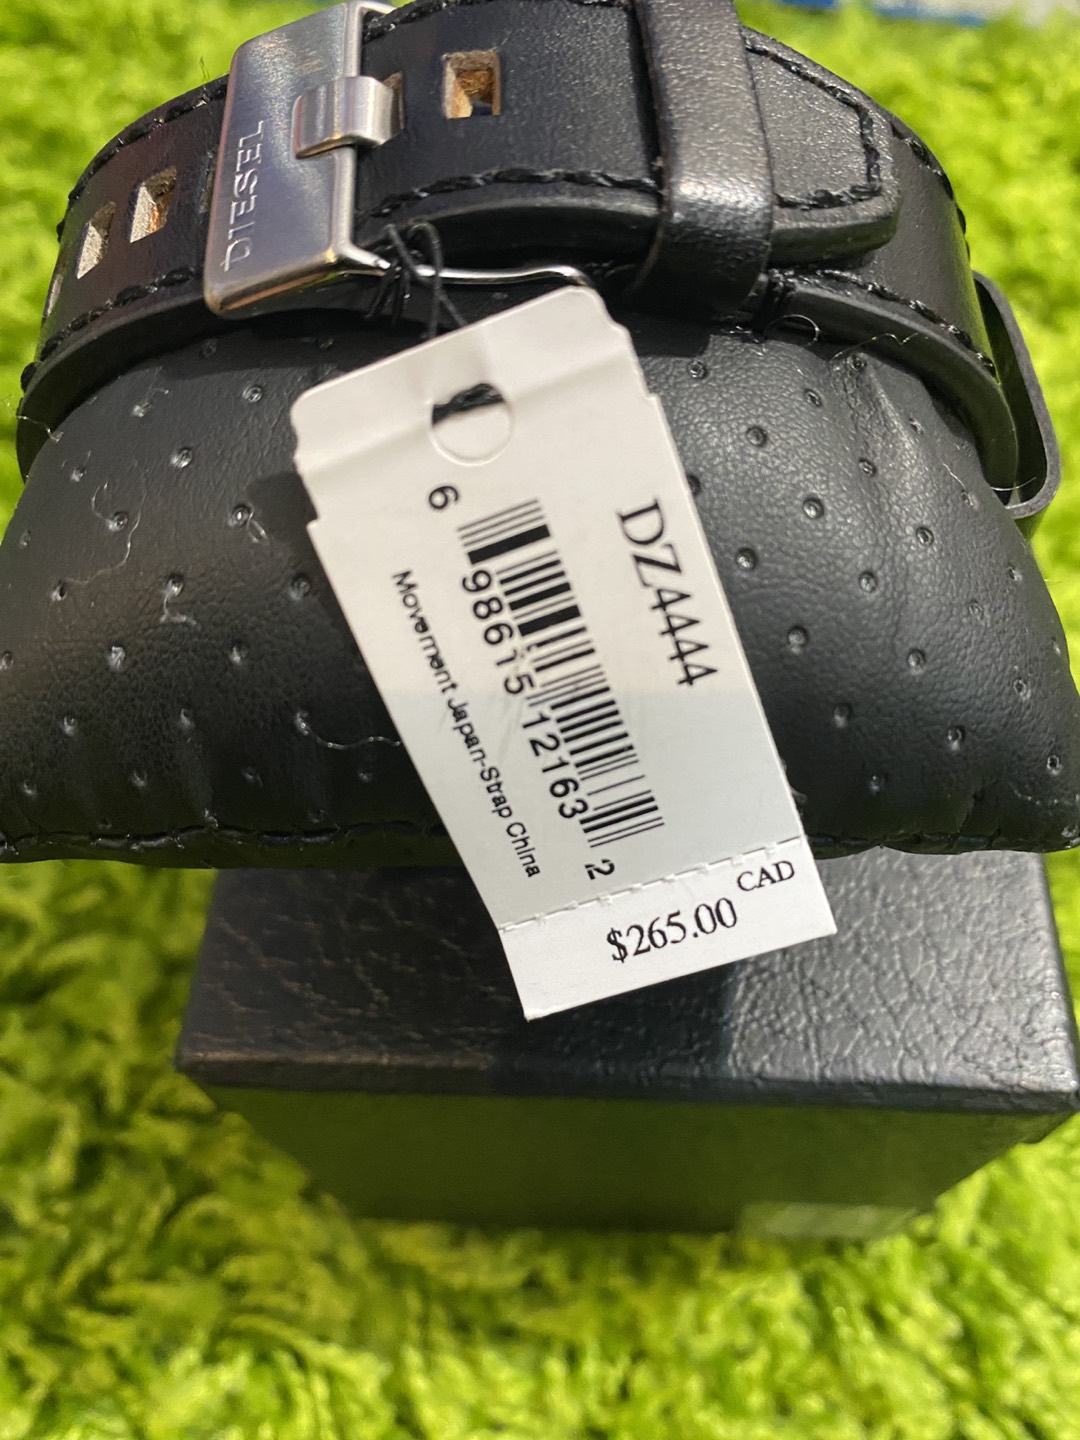 DIESEL
DZ4444
6 98615 12163 2
Movement Japan-Strap China
CAD
$265.00